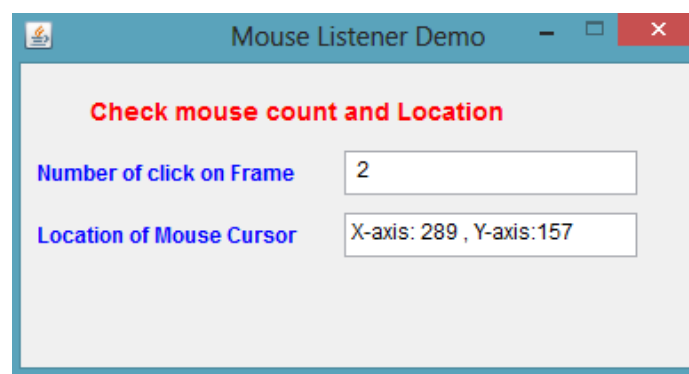 Mouse Listener Demo
Check mouse count and Location
Number of click on Frame 2
Location of Mouse Cursor X-axis: 289 , Y-axis:157